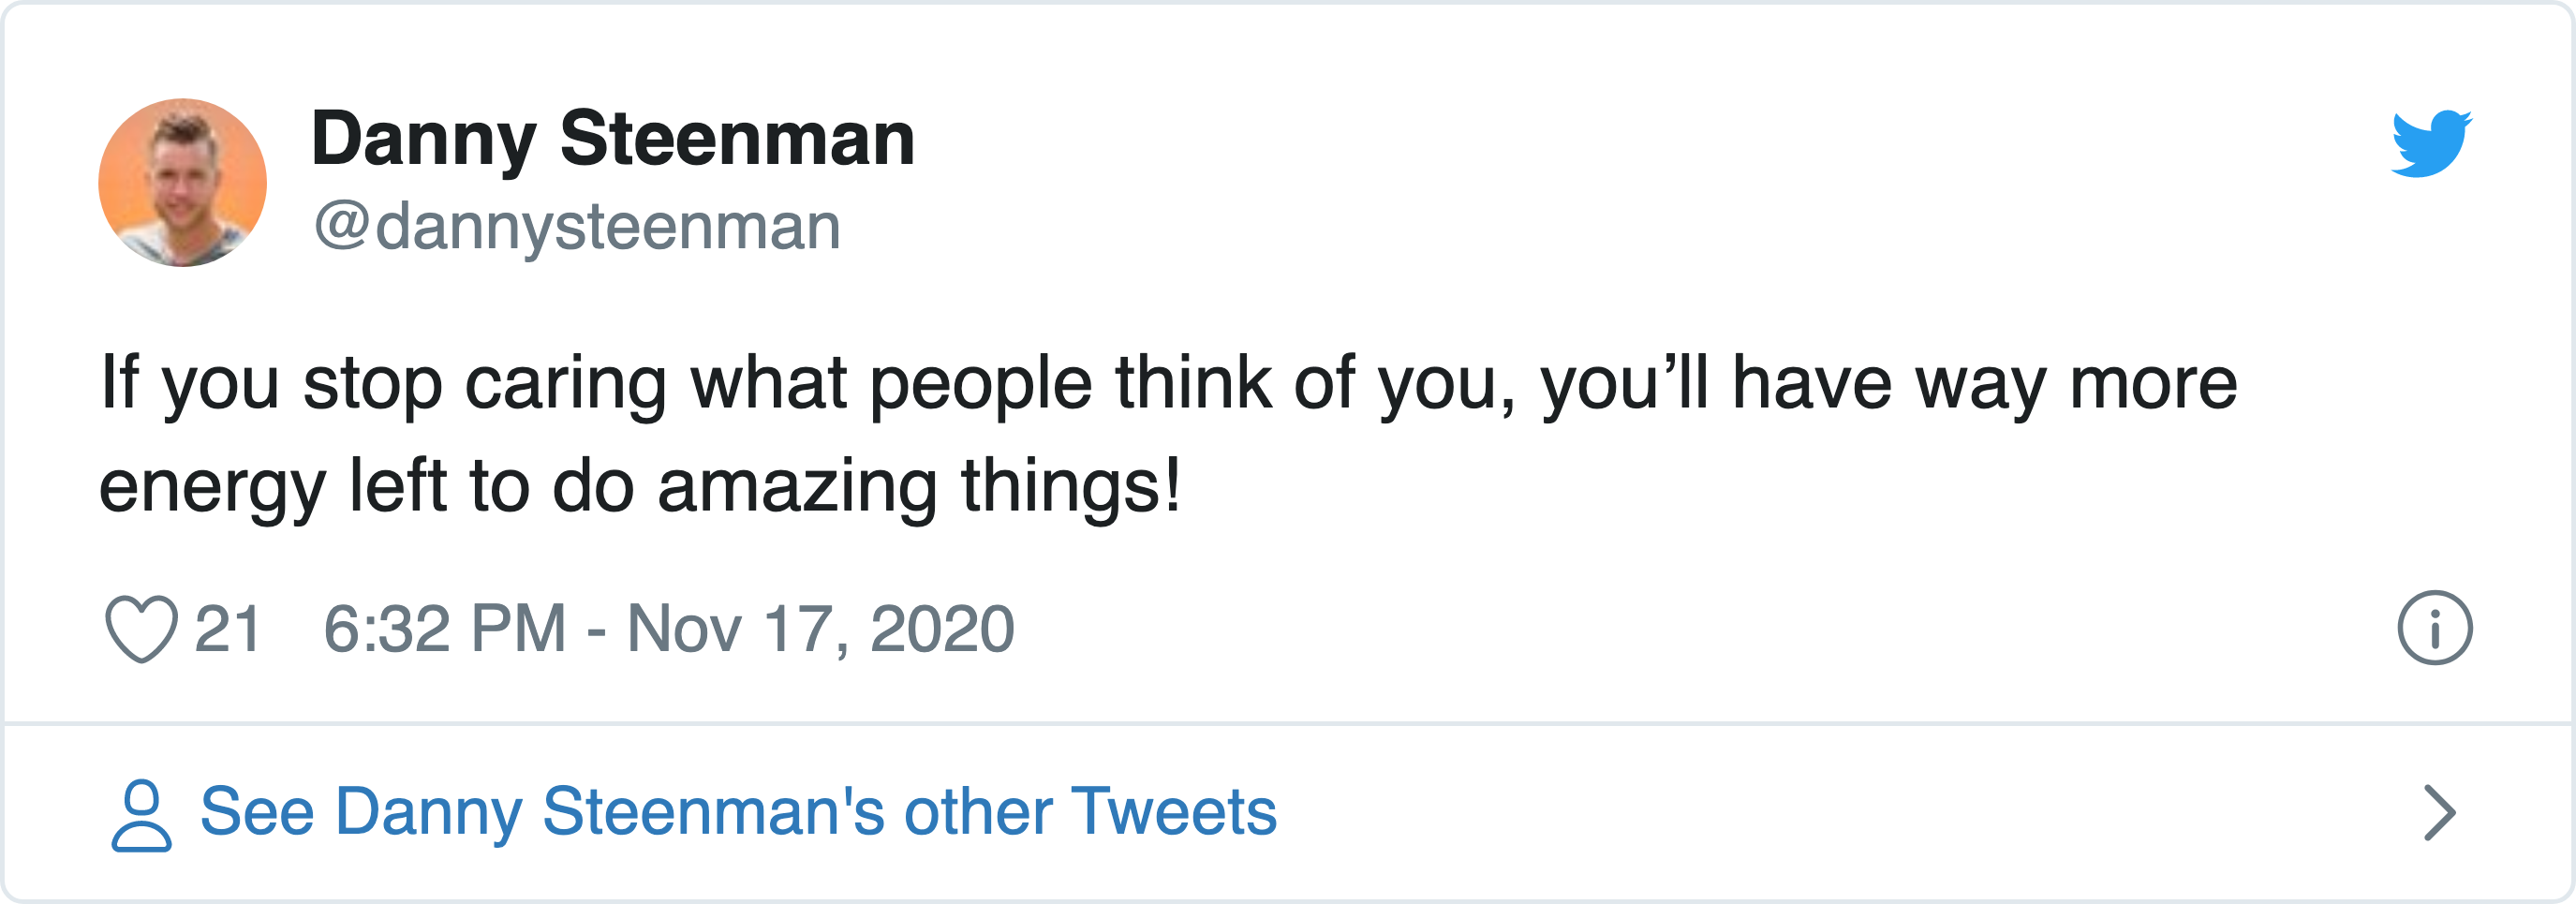 Danny Steenman
@dannysteenman
If you stop caring what people think of you, you’ll have way more
energy left to do amazing things!
21 6:32 PM - Nov 17, 2020
See Danny Steenman's other Tweets